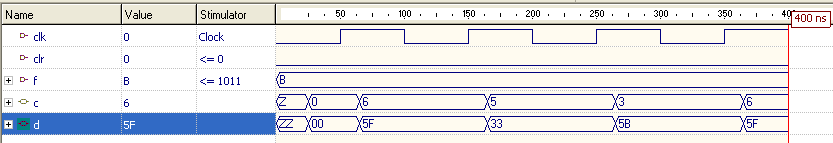 Name Value Stimulator 50 100 150 200 250 300 350 400
400 ns
clk 0 Clock
clr 0 <= 0
f B <= 1011 B
c 6 Z 0 6 5 3 6
d 5F ZZ 00 5F 33 5B 5F